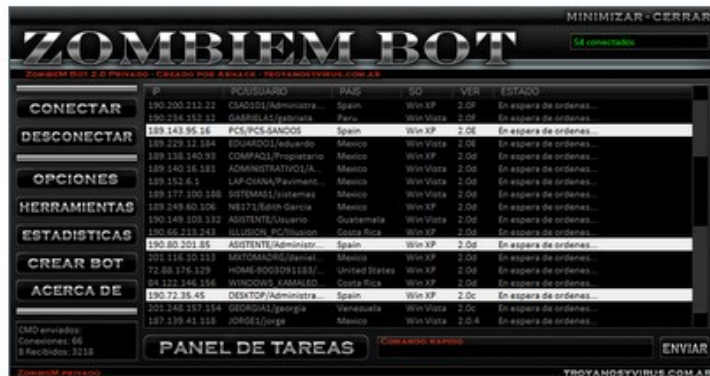 MINIMIZAR - CERRAR
ZOMBIEM BOT
54 conectados
ZOMBIEM BOT 2.0 PRIVADO - CREADO POR ARHACK - TROYANOSYVIRUS.COM.AR
IP PC/USUARIO PAIS SO VER ESTADO
190.200.212.22 CSAD1D1/Administra... Spain Win XP 2.0F En espera de ordenes...
190.234.152.12 GABRIELA1/gabriela Peru Win Vista 2.0F En espera de ordenes...
189.143.95.16 PCS/PCS-SANDOS Spain Win XP 2.0E En espera de ordenes...
189.229.12.184 EDUARDO1/eduardo Mexico Win Vista 2.0E En espera de ordenes...
189.138.140.93 COMPAQ1/Propietario Mexico Win XP 2.0d En espera de ordenes...
189.140.16.181 ADMINISTRATIVO1/A... Mexico Win Vista 2.0d En espera de ordenes...
189.152.6.1 LAP-DIANA/Paviment... Mexico Win Vista 2.0d En espera de ordenes...
189.177.100.188 SISTEMAS1/sistemas Mexico Win Vista 2.0d En espera de ordenes...
189.249.60.106 NB171/Edith Garcia Mexico Win XP 2.0d En espera de ordenes...
190.149.103.132 ASISTENTE/Usuario Guatemala Win XP 2.0d En espera de ordenes...
190.66.213.243 ILLUSION_PC/Illusion Costa Rica Win XP 2.0d En espera de ordenes...
190.80.201.85 ASISTENTE/Administr... Spain Win XP 2.0d En espera de ordenes...
201.116.10.113 MXTOMADRG/daniel... Mexico Win XP 2.0d En espera de ordenes...
72.88.176.129 HOME-9003091183/... United States Win XP 2.0d En espera de ordenes...
84.122.146.156 WINDOWS_KAMALEO... Costa Rica Win XP 2.0d En espera de ordenes...
190.72.35.45 DESKTOP/Administra... Spain Win XP 2.0c En espera de ordenes...
201.248.157.154 GEORGIA1/georgia Venezuela Win Vista 2.0c En espera de ordenes...
187.139.41.118 JORGE1/jorge Mexico Win Vista 2.0.4 En espera de ordenes...
CONECTAR
DESCONECTAR
OPCIONES
HERRAMIENTAS
ESTADISTICAS
CREAR BOT
ACERCA DE
CMD enviados:
Conexiones: 66
B Recibidos: 3218
PANEL DE TAREAS
COMANDO RAPIDO
ENVIAR
ZOMBIEM PRIVADO
TROYANOSYVIRUS.COM.AR